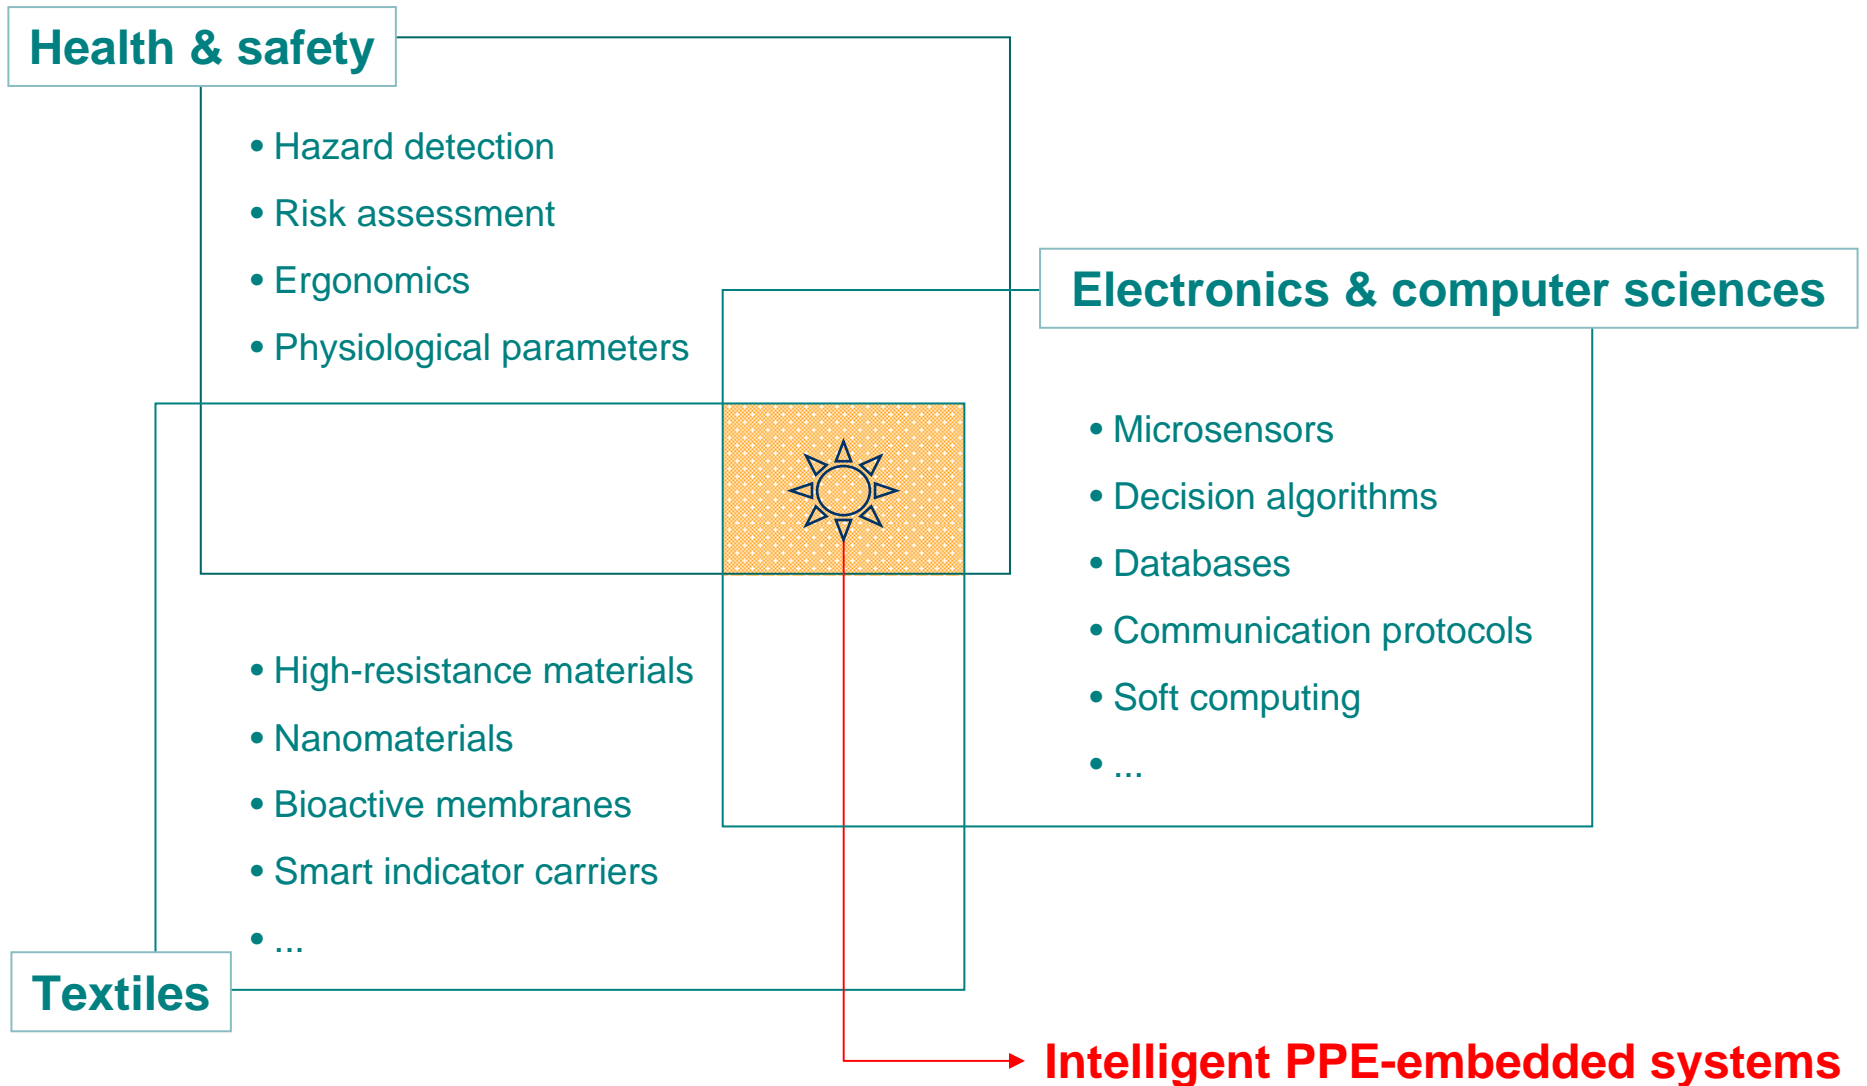 Health & safety
• Hazard detection
• Risk assessment
• Ergonomics
• Physiological parameters
Electronics & computer sciences
• Microsensors
• Decision algorithms
• Databases
• Communication protocols
• Soft computing
• ...
• High-resistance materials
• Nanomaterials
• Bioactive membranes
• Smart indicator carriers
• ...
Textiles
Intelligent PPE-embedded systems